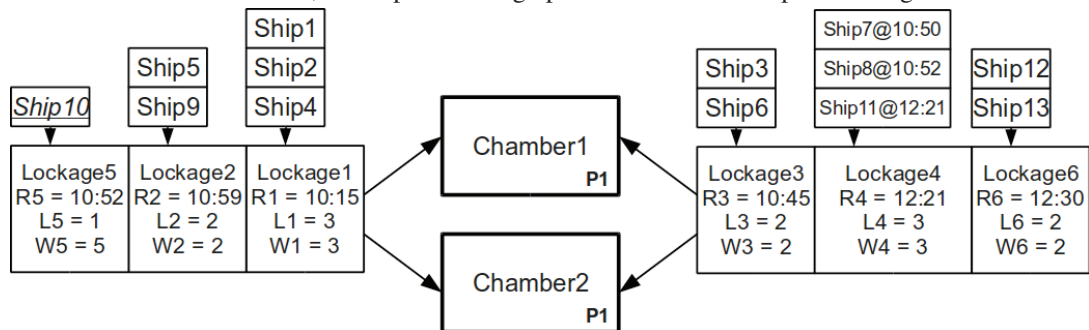 Ship1
Ship2
Ship4
Ship5
Ship9
Ship10
Lockage5
R5 = 10:52
L5 = 1
W5 = 5
Lockage2
R2 = 10:59
L2 = 2
W2 = 2
Lockage1
R1 = 10:15
L1 = 3
W1 = 3
Chamber1
P1
Chamber2
P1
Ship3
Ship6
Ship7@10:50
Ship8@10:52
Ship11@12:21
Ship12
Ship13
Lockage3
R3 = 10:45
L3 = 2
W3 = 2
Lockage4
R4 = 12:21
L4 = 3
W4 = 3
Lockage6
R6 = 12:30
L6 = 2
W6 = 2